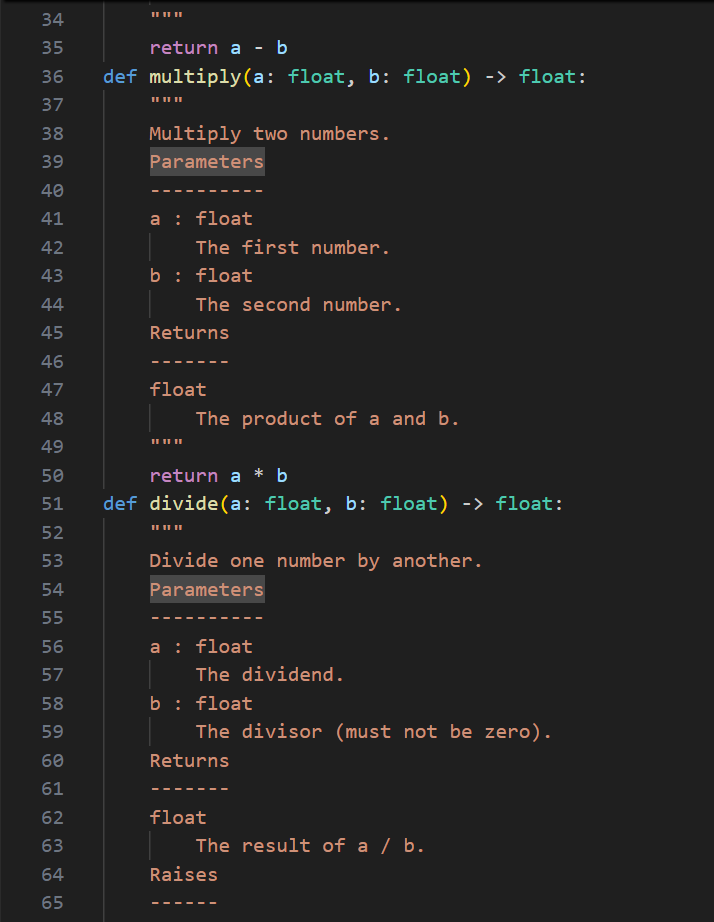 34 """
35 return a - b
36 def multiply(a: float, b: float) -> float:
37 """
38 Multiply two numbers.
39 Parameters
40 ----------
41 a : float
42 The first number.
43 b : float
44 The second number.
45 Returns
46 -------
47 float
48 The product of a and b.
49 """
50 return a * b
51 def divide(a: float, b: float) -> float:
52 """
53 Divide one number by another.
54 Parameters
55 ----------
56 a : float
57 The dividend.
58 b : float
59 The divisor (must not be zero).
60 Returns
61 -------
62 float
63 The result of a / b.
64 Raises
65 ------